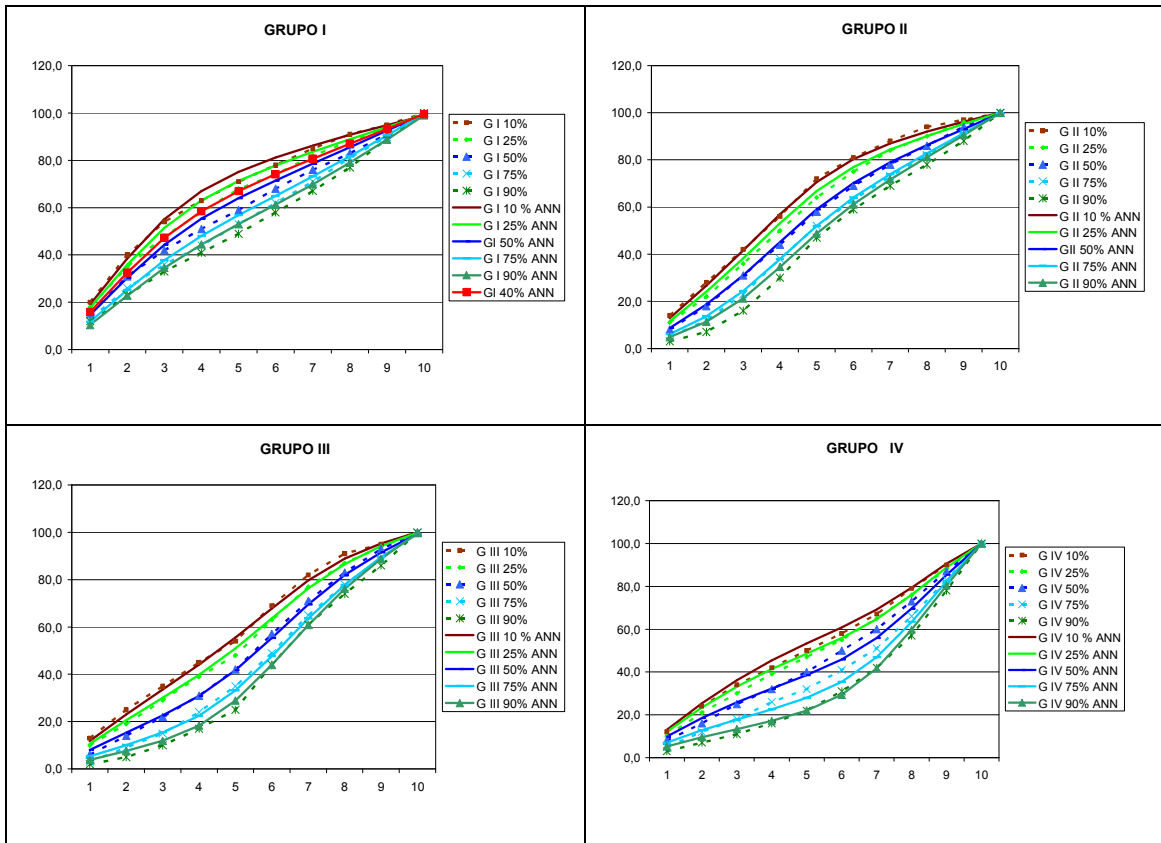 GRUPO I
120,0
100,0
80,0
60,0
40,0
20,0
0,0
1 2 3 4 5 6 7 8 9 10
G I 10%
G I 25%
G I 50%
G I 75%
G I 90%
G I 10 % ANN
G I 25% ANN
GI 50% ANN
G I 75% ANN
G I 90% ANN
GI 40% ANN
GRUPO II
120,0
100,0
80,0
60,0
40,0
20,0
0,0
1 2 3 4 5 6 7 8 9 10
G II 10%
G II 25%
G II 50%
G II 75%
G II 90%
G II 10 % ANN
G II 25% ANN
GII 50% ANN
G II 75% ANN
G II 90% ANN
GRUPO III
120,0
100,0
80,0
60,0
40,0
20,0
0,0
1 2 3 4 5 6 7 8 9 10
G III 10%
G III 25%
G III 50%
G III 75%
G III 90%
G III 10 % ANN
G III 25% ANN
G III 50% ANN
G III 75% ANN
G III 90% ANN
GRUPO IV
120,0
100,0
80,0
60,0
40,0
20,0
0,0
1 2 3 4 5 6 7 8 9 10
G IV 10%
G IV 25%
G IV 50%
G IV 75%
G IV 90%
G IV 10 % ANN
G IV 25% ANN
G IV 50% ANN
G IV 75% ANN
G IV 90% ANN